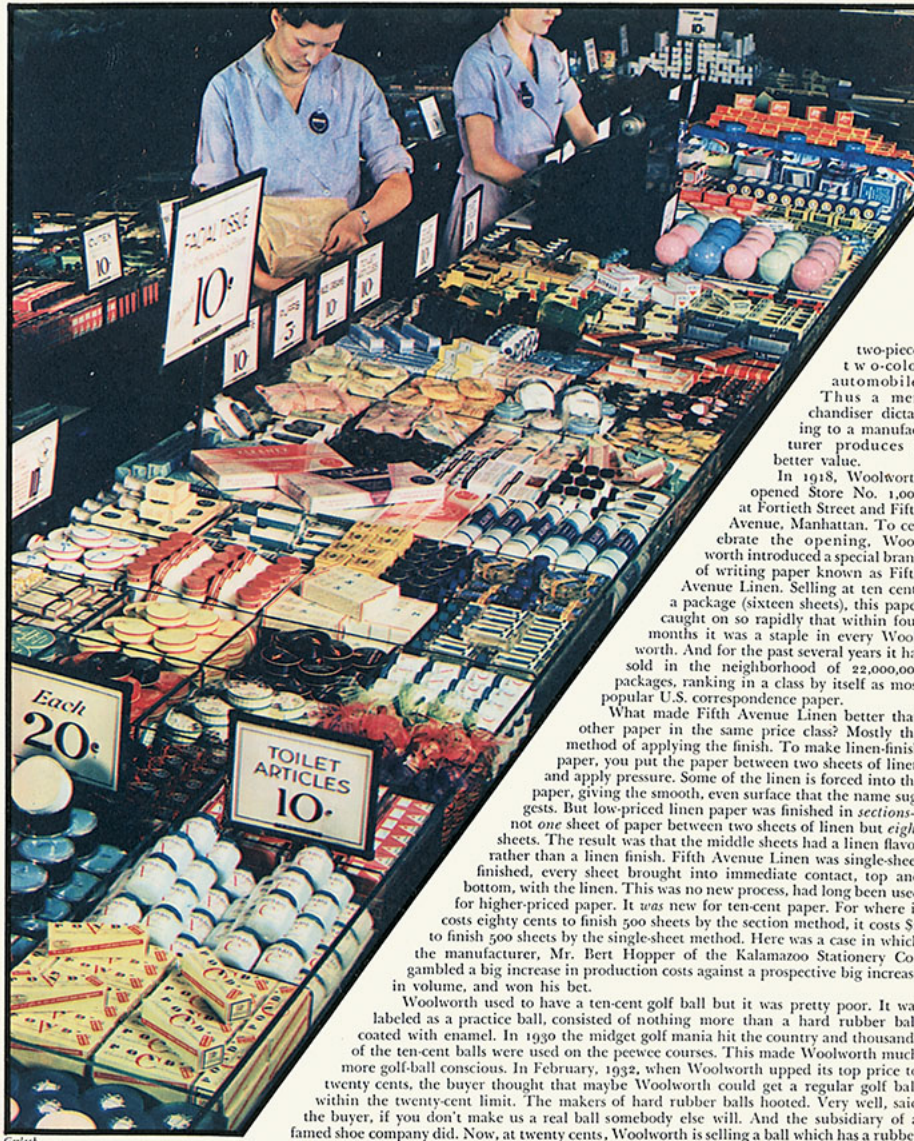 10¢
CUTEX
10¢
FACIAL TISSUE
10¢
PUFFS
3¢
10¢
10¢
10¢
Each
20¢
TOILET
ARTICLES
10¢
two-piece
two-colo
automobile
Thus a mer
chandiser dictat
ing to a manufac
turer produces
better value.
In 1918, Woolwort
opened Store No. 1,00
at Fortieth Street and Fift
Avenue, Manhattan. To ce
ebrate the opening, Woo
worth introduced a special bran
of writing paper known as Fift
Avenue Linen. Selling at ten cent
a package (sixteen sheets), this pape
caught on so rapidly that within fou
months it was a staple in every Woo
worth. And for the past several years it ha
sold in the neighborhood of 22,000,00
packages, ranking in a class by itself as mos
popular U.S. correspondence paper.
What made Fifth Avenue Linen better tha
other paper in the same price class? Mostly th
method of applying the finish. To make linen-finis
paper, you put the paper between two sheets of line
and apply pressure. Some of the linen is forced into th
paper, giving the smooth, even surface that the name sug
gests. But low-priced linen paper was finished in sections-
not one sheet of paper between two sheets of linen but eigh
sheets. The result was that the middle sheets had a linen flavo
rather than a linen finish. Fifth Avenue Linen was single-shee
finished, every sheet brought into immediate contact, top an
bottom, with the linen. This was no new process, had long been use
for higher-priced paper. It was new for ten-cent paper. For where i
costs eighty cents to finish 500 sheets by the section method, it costs $
to finish 500 sheets by the single-sheet method. Here was a case in whic
the manufacturer, Mr. Bert Hopper of the Kalamazoo Stationery Co
gambled a big increase in production costs against a prospective big increas
in volume, and won his bet.
Woolworth used to have a ten-cent golf ball but it was pretty poor. It wa
labeled as a practice ball, consisted of nothing more than a hard rubber bal
coated with enamel. In 1930 the midget golf mania hit the country and thousand
of the ten-cent balls were used on the peewee courses. This made Woolworth muc
more golf-ball conscious. In February, 1932, when Woolworth upped its top price t
twenty cents, the buyer thought that maybe Woolworth could get a regular golf bal
within the twenty-cent limit. The makers of hard rubber balls hooted. Very well, said
the buyer, if you don't make us a real ball somebody else will. And the subsidiary of
famed shoe company did. Now, at twenty cents, Woolworth is selling a ball which has a rubbe